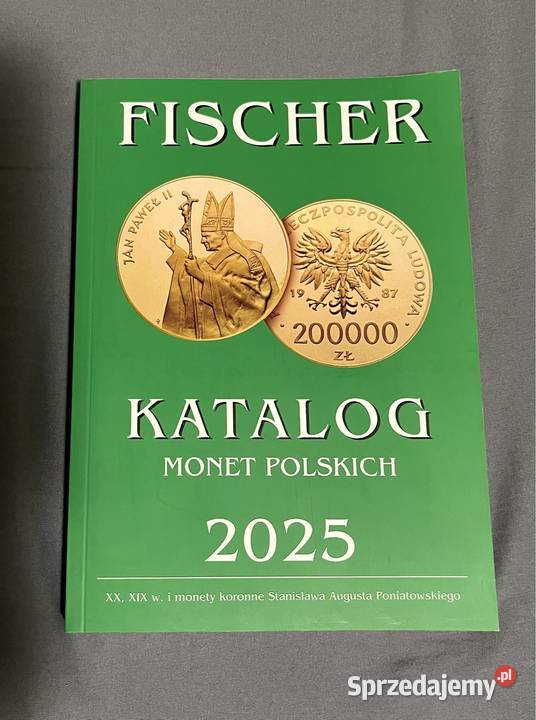 FISCHER
JAN PAWEŁ II
RZECZPOSPOLITA LUDOWA
19 87
200000
ZŁ
KATALOG
MONET POLSKICH
2025
XX, XIX w. i monety koronne Stanisława Augusta Poniatowskiego
Sprzedajemy.pl